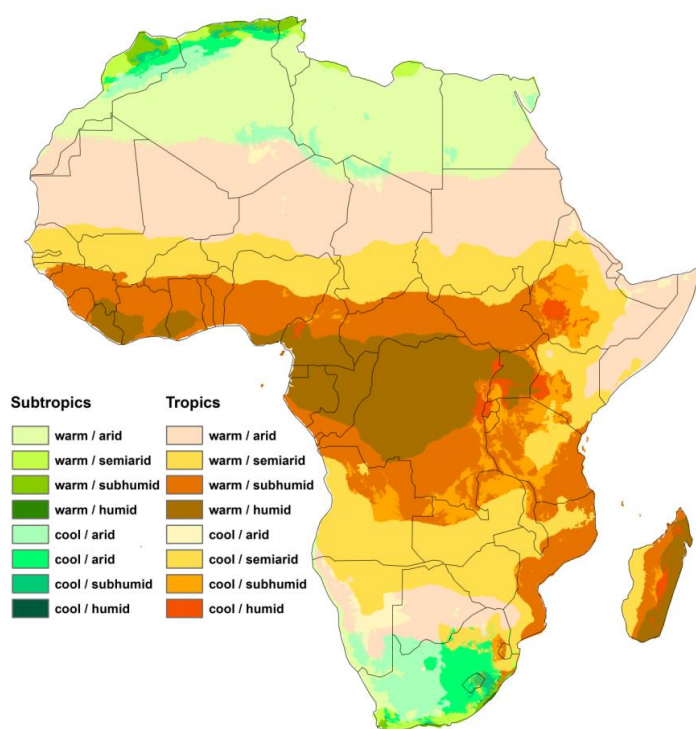 Subtropics
warm / arid
warm / semiarid
warm / subhumid
warm / humid
cool / arid
cool / arid
cool / subhumid
cool / humid
Tropics
warm / arid
warm / semiarid
warm / subhumid
warm / humid
cool / arid
cool / semiarid
cool / subhumid
cool / humid